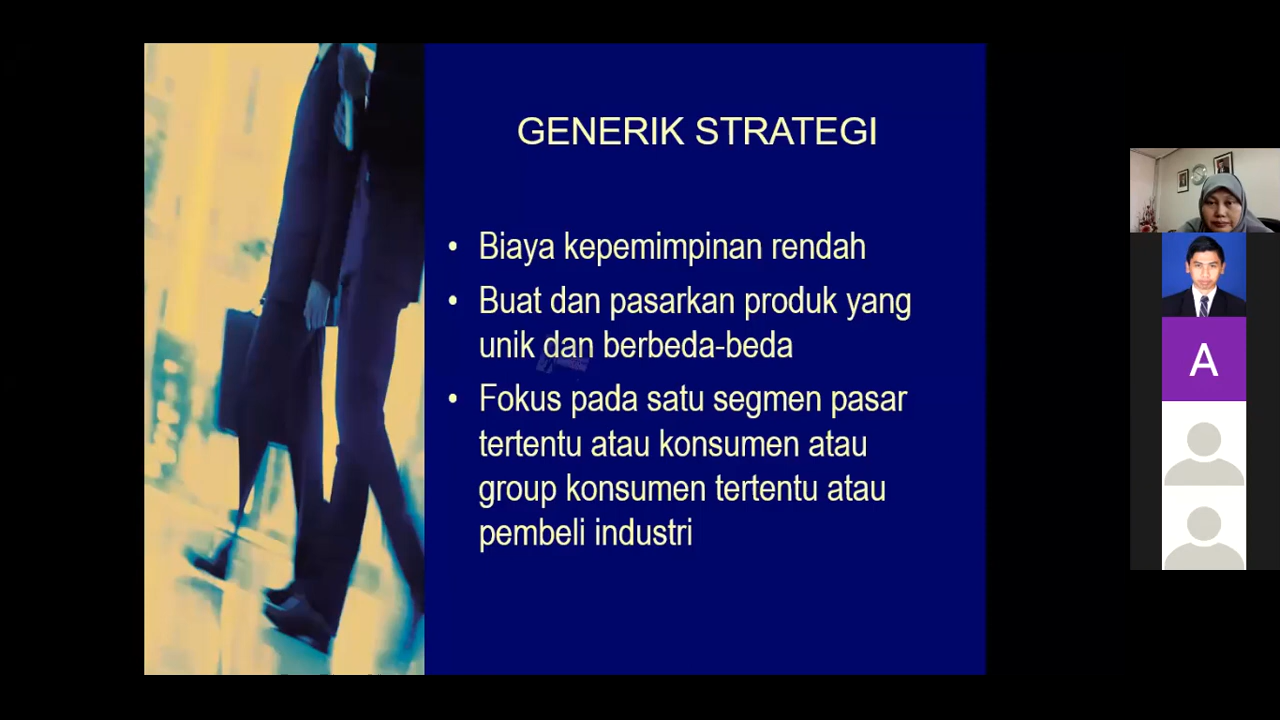 GENERIK STRATEGI
• Biaya kepemimpinan rendah
• Buat dan pasarkan produk yang
unik dan berbeda-beda
• Fokus pada satu segmen pasar
tertentu atau konsumen atau
group konsumen tertentu atau
pembeli industri
A